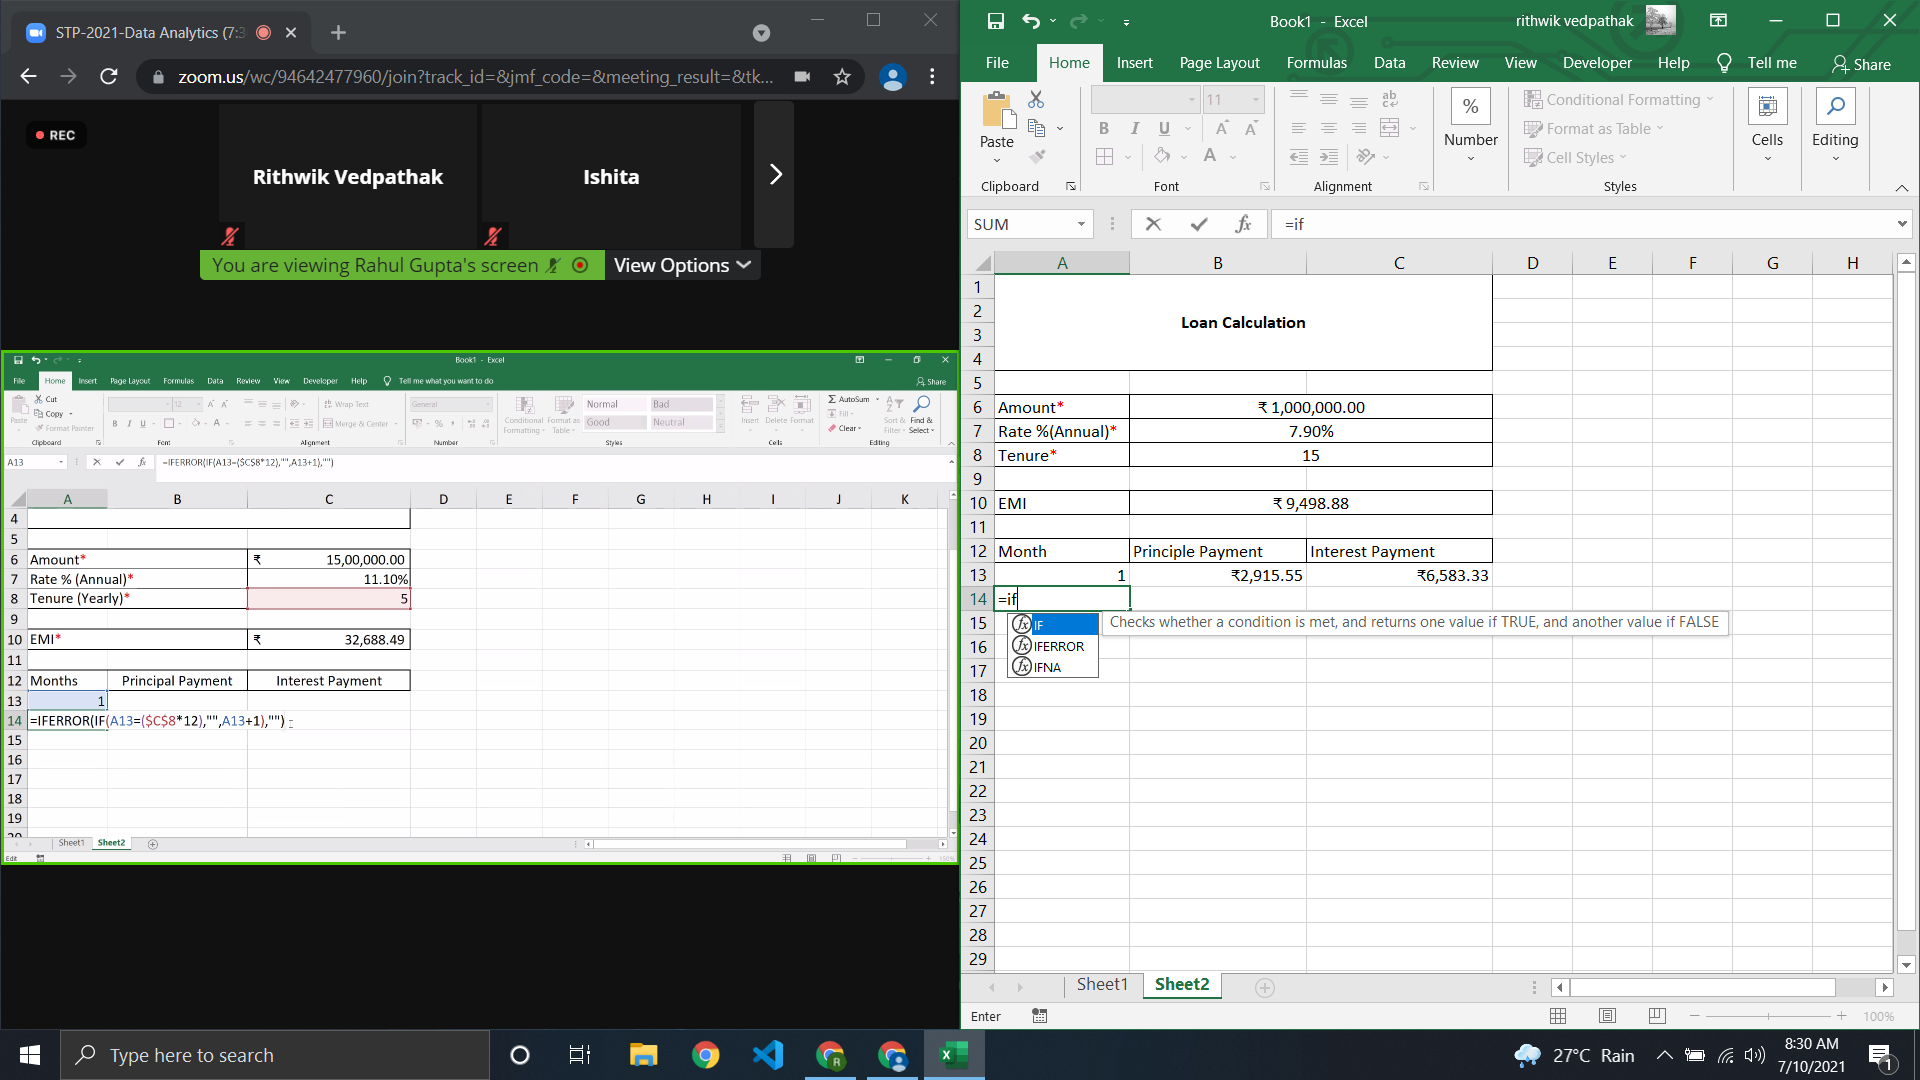 STP-2021-Data Analytics (7:3
zoom.us/wc/94642477960/join?track_id=&jmf_code=&meeting_result=&tk...
REC
Rithwik Vedpathak
Ishita
You are viewing Rahul Gupta's screen
View Options
Book1 - Excel
File Home Insert Page Layout Formulas Data Review View Developer Help Tell me what you want to do Share
Paste
Cut
Copy
Format Painter
Clipboard
12
B I U
Font
Wrap Text
Merge & Center
Alignment
General
Number
Conditional Formatting
Format as Table
Normal Bad
Good Neutral
Styles
Insert Delete Format
Cells
AutoSum
Fill
Clear
Sort & Filter
Find & Select
Editing
A13
=IFERROR(IF(A13=($C$8*12),"",A13+1),"")
A B C D E F G H I J K
4
5
6 Amount* ₹ 15,00,000.00
7 Rate % (Annual)* 11.10%
8 Tenure (Yearly)* 5
9
10 EMI* ₹ 32,688.49
11
12 Months Principal Payment Interest Payment
13 1
14 =IFERROR(IF(A13=($C$8*12),"",A13+1),"")
15
16
17
18
19
20
Sheet1 Sheet2
Edit
150%
Book1 - Excel
rithwik vedpathak
File Home Insert Page Layout Formulas Data Review View Developer Help Tell me Share
Paste
Clipboard
11
B I U
Font
Alignment
%
Number
Conditional Formatting
Format as Table
Cell Styles
Styles
Cells
Editing
SUM
fx
=if
A B C D E F G H
1
2
3
4
Loan Calculation
5
6 Amount* ₹ 1,000,000.00
7 Rate %(Annual)* 7.90%
8 Tenure* 15
9
10 EMI ₹ 9,498.88
11
12 Month Principle Payment Interest Payment
13 1 ₹2,915.55 ₹6,583.33
14 =if
15
IF
Checks whether a condition is met, and returns one value if TRUE, and another value if FALSE
16
IFERROR
17
IFNA
18
19
20
21
22
23
24
25
26
27
28
29
Sheet1 Sheet2
Enter
100%
Type here to search
27°C Rain
8:30 AM
7/10/2021
1